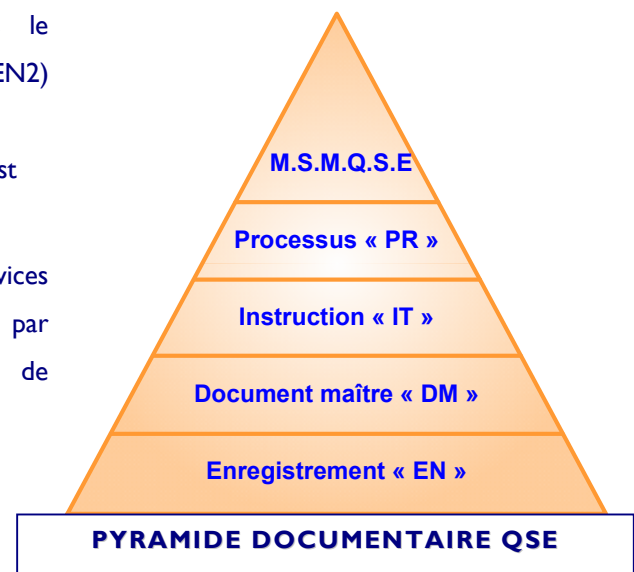 le
EN2)
st
vices
par
de
M.S.M.Q.S.E
Processus « PR »
Instruction « IT »
Document maître « DM »
Enregistrement « EN »
PYRAMIDE DOCUMENTAIRE QSE